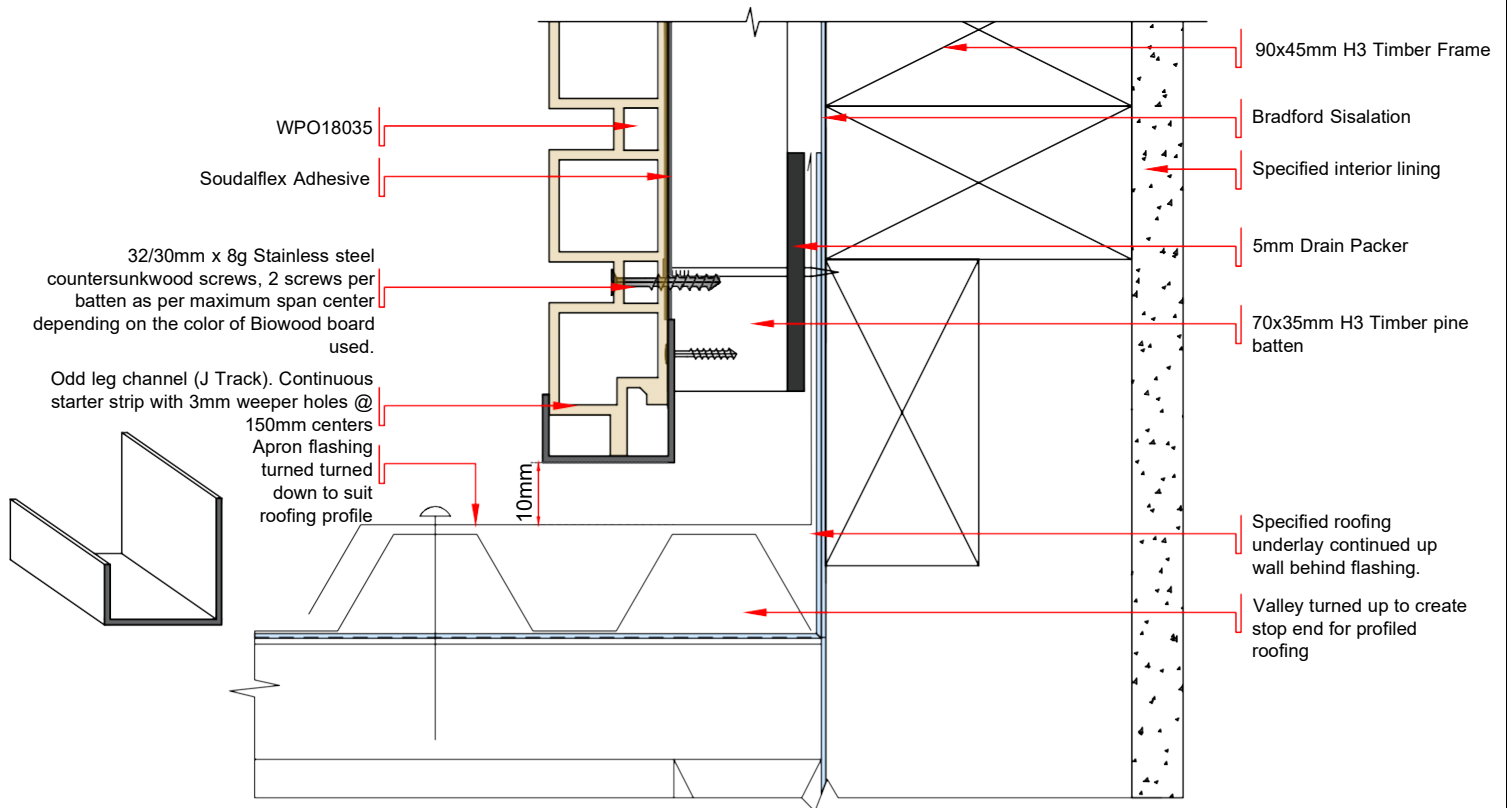 WPO18035
Soudalflex Adhesive
32/30mm x 8g Stainless steel
countersunkwood screws, 2 screws per
batten as per maximum span center
depending on the color of Biowood board
used.
Odd leg channel (J Track). Continuous
starter strip with 3mm weeper holes @
150mm centers
Apron flashing
turned turned
down to suit
roofing profile
10mm
90x45mm H3 Timber Frame
Bradford Sisalation
Specified interior lining
5mm Drain Packer
70x35mm H3 Timber pine
batten
Specified roofing
underlay continued up
wall behind flashing.
Valley turned up to create
stop end for profiled
roofing